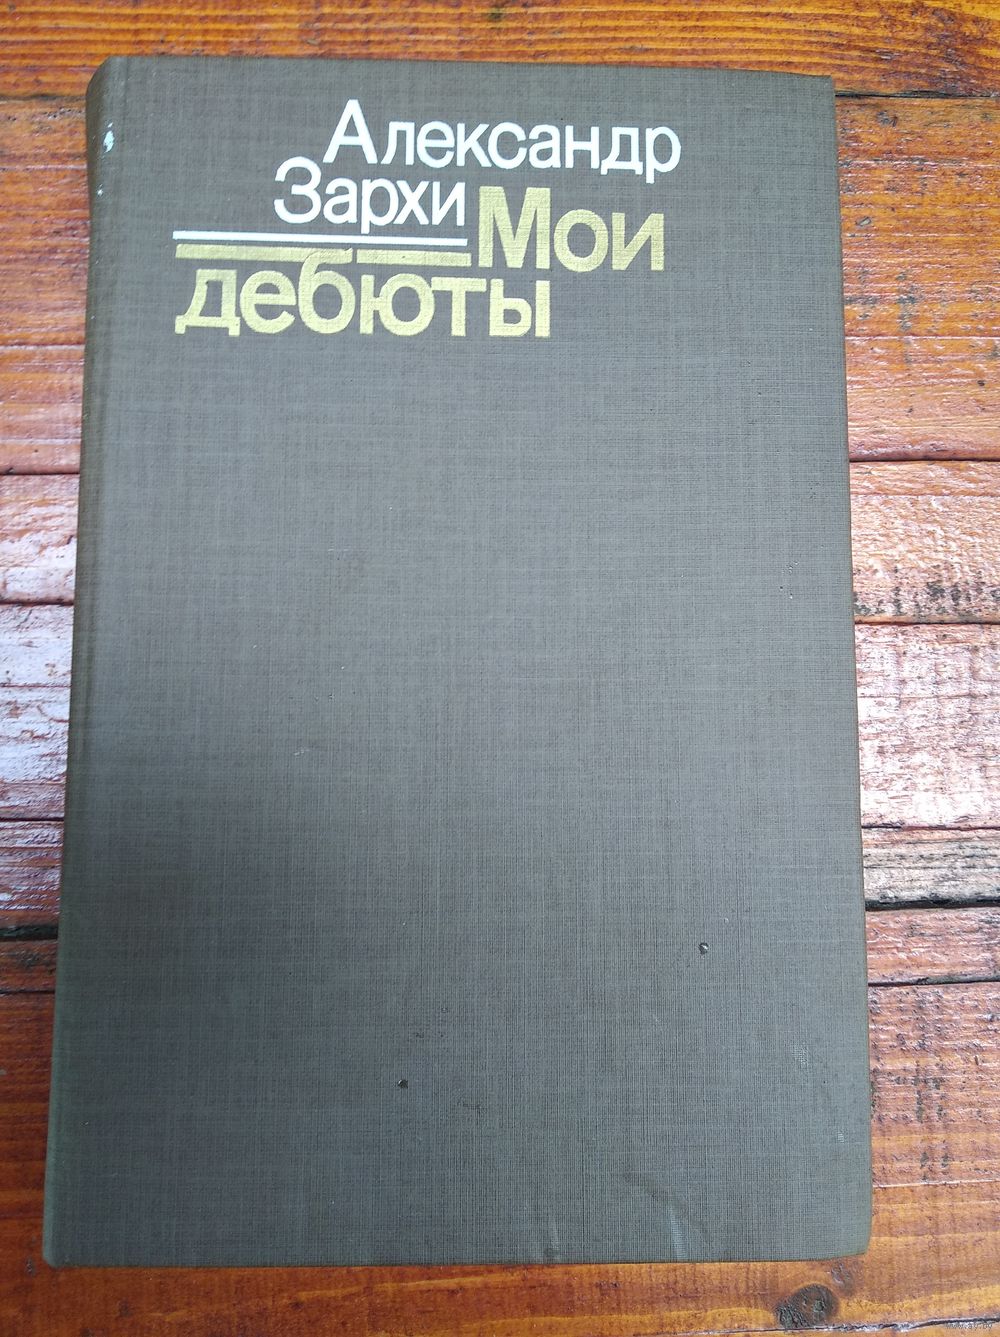 Александр
Зархи
Мои
дебюты